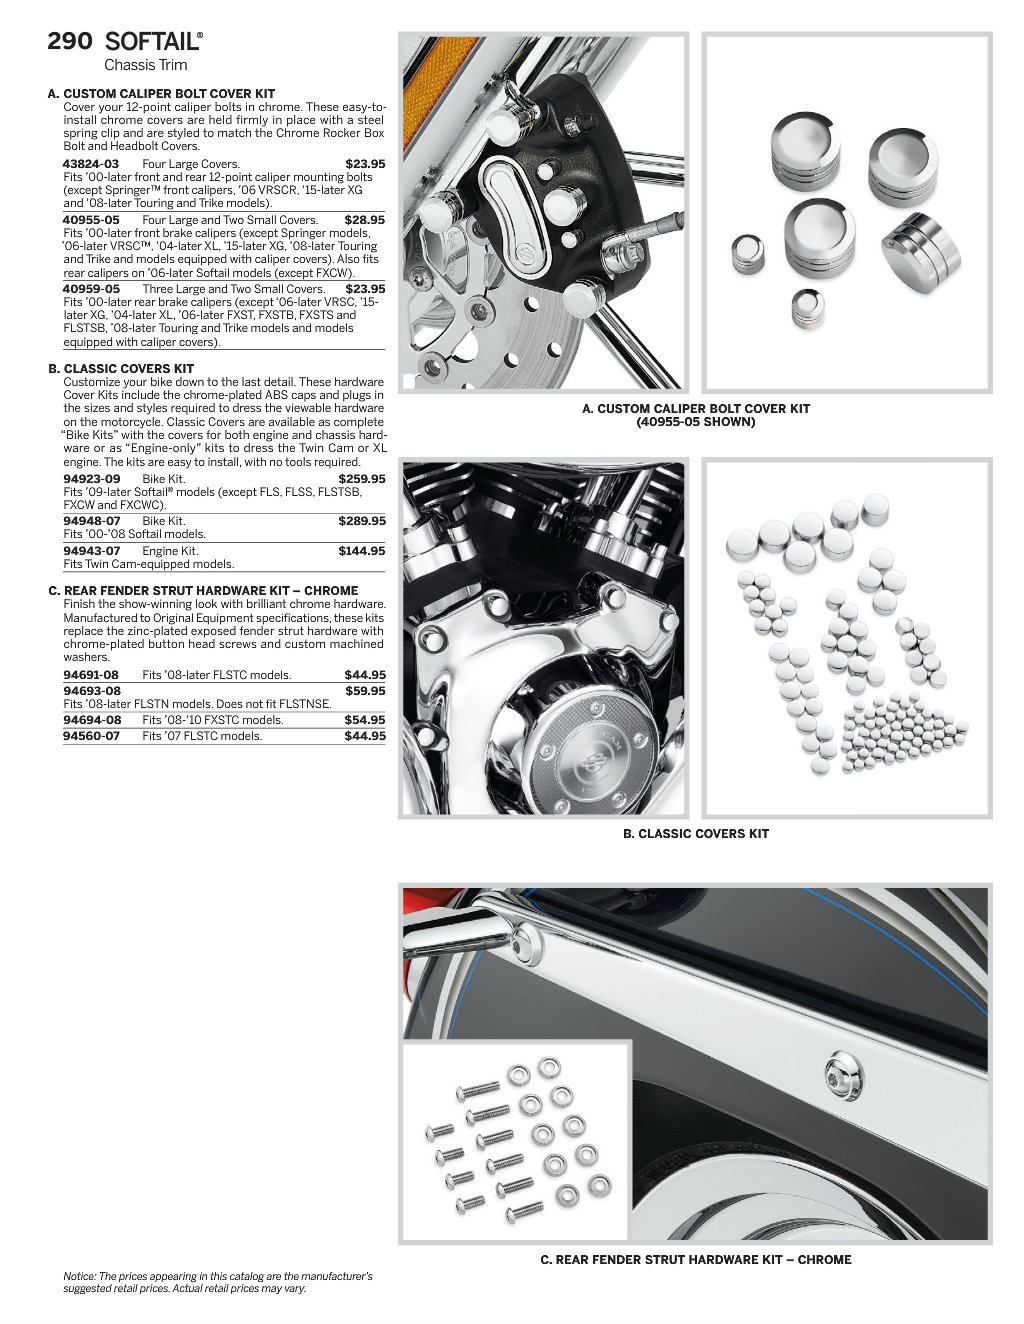 290 SOFTAIL®
Chassis Trim
A. CUSTOM CALIPER BOLT COVER KIT
Cover your 12-point caliper bolts in chrome. These easy-to-
install chrome covers are held firmly in place with a steel
spring clip and are styled to match the Chrome Rocker Box
Bolt and Headbolt Covers.
43824-03 Four Large Covers. $23.95
Fits ’00-later front and rear 12-point caliper mounting bolts
(except Springer™ front calipers, ’06 VRSCR, ‘15-later XG
and ‘08-later Touring and Trike models).
40955-05 Four Large and Two Small Covers. $28.95
Fits ’00-later front brake calipers (except Springer models,
’06-later VRSC™, ‘04-later XL, ’15-later XG, ’08-later Touring
and Trike and models equipped with caliper covers). Also fits
rear calipers on ’06-later Softail models (except FXCW).
40959-05 Three Large and Two Small Covers. $23.95
Fits ’00-later rear brake calipers (except ‘06-later VRSC, ’15-
later XG, ’04-later XL, ’06-later FXST, FXSTB, FXSTS and
FLSTSB, ’08-later Touring and Trike models and models
equipped with caliper covers).
B. CLASSIC COVERS KIT
Customize your bike down to the last detail. These hardware
Cover Kits include the chrome-plated ABS caps and plugs in
the sizes and styles required to dress the viewable hardware
on the motorcycle. Classic Covers are available as complete
“Bike Kits” with the covers for both engine and chassis hard-
ware or as “Engine-only” kits to dress the Twin Cam or XL
engine. The kits are easy to install, with no tools required.
94923-09 Bike Kit. $259.95
Fits ’09-later Softail® models (except FLS, FLSS, FLSTSB,
FXCW and FXCWC).
94948-07 Bike Kit. $289.95
Fits ’00-’08 Softail models.
94943-07 Engine Kit. $144.95
Fits Twin Cam-equipped models.
C. REAR FENDER STRUT HARDWARE KIT – CHROME
Finish the show-winning look with brilliant chrome hardware.
Manufactured to Original Equipment specifications, these kits
replace the zinc-plated exposed fender strut hardware with
chrome-plated button head screws and custom machined
washers.
94691-08 Fits ’08-later FLSTC models. $44.95
94693-08 $59.95
Fits ’08-later FLSTN models. Does not fit FLSTNSE.
94694-08 Fits ’08-’10 FXSTC models. $54.95
94560-07 Fits ’07 FLSTC models. $44.95
A. CUSTOM CALIPER BOLT COVER KIT
(40955-05 SHOWN)
CAM
B. CLASSIC COVERS KIT
C. REAR FENDER STRUT HARDWARE KIT – CHROME
Notice: The prices appearing in this catalog are the manufacturer’s
suggested retail prices. Actual retail prices may vary.